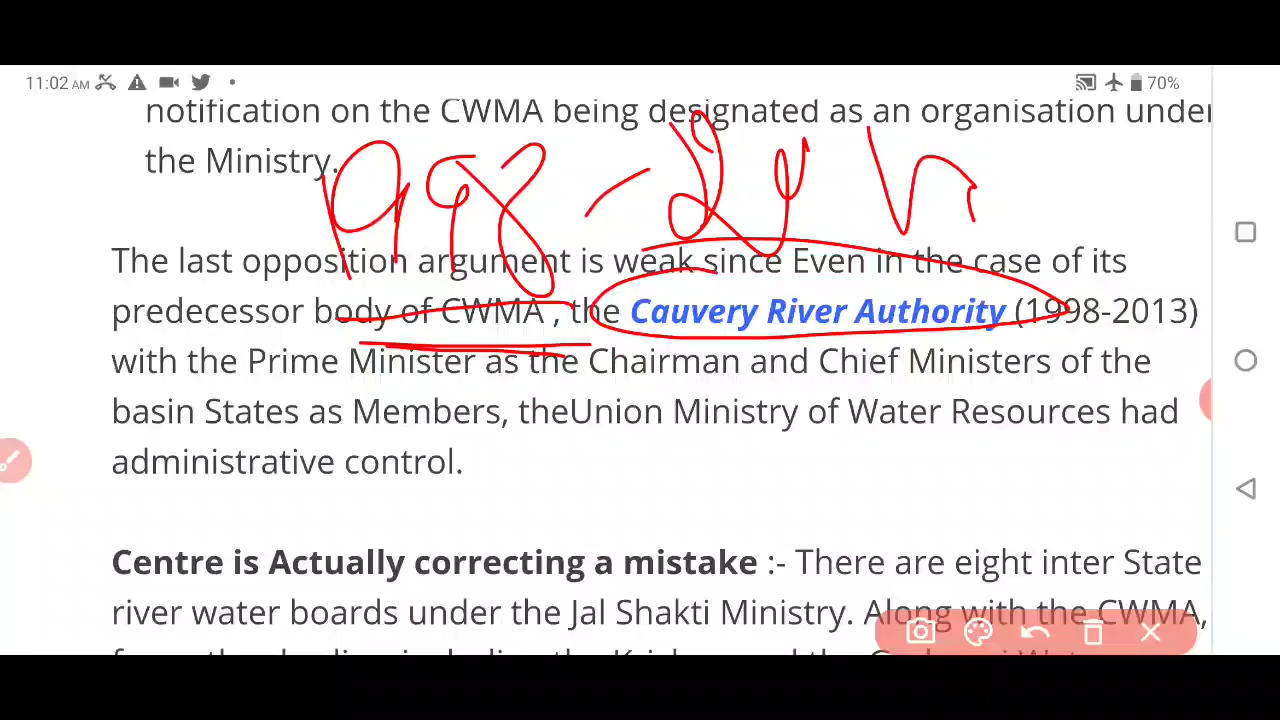 11:02 AM
70%
notification on the CWMA being designated as an organisation under
the Ministry.
The last opposition argument is weak since Even in the case of its
predecessor body of CWMA , the Cauvery River Authority (1998-2013)
with the Prime Minister as the Chairman and Chief Ministers of the
basin States as Members, theUnion Ministry of Water Resources had
administrative control.
Centre is Actually correcting a mistake :- There are eight inter State
river water boards under the Jal Shakti Ministry. Along with the CWMA,